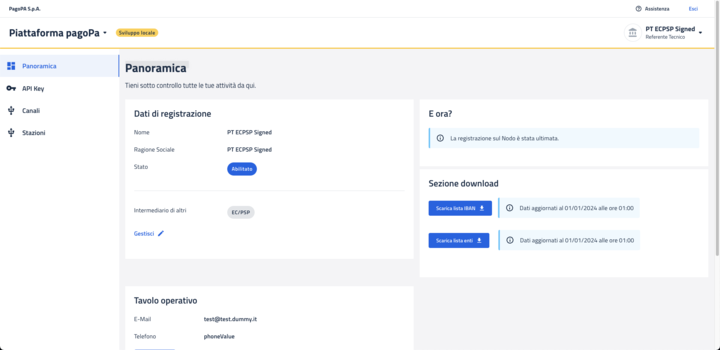 PagoPA S.p.A.
Assistenza
Esci
Piattaforma pagoPa
Sviluppo locale
PT ECPSP Signed
Referente Tecnico
Panoramica
API Key
Canali
Stazioni
Panoramica
Tieni sotto controllo tutte le tue attività da qui.
Dati di registrazione
Nome PT ECPSP Signed
Ragione Sociale PT ECPSP Signed
Stato Abilitato
Intermediario di altri EC/PSP
Gestisci
E ora?
La registrazione sul Nodo è stata ultimata.
Sezione download
Scarica lista IBAN Dati aggiornati al 01/01/2024 alle ore 01:00
Scarica lista enti Dati aggiornati al 01/01/2024 alle ore 01:00
Tavolo operativo
E-Mail test@test.dummy.it
Telefono phoneValue